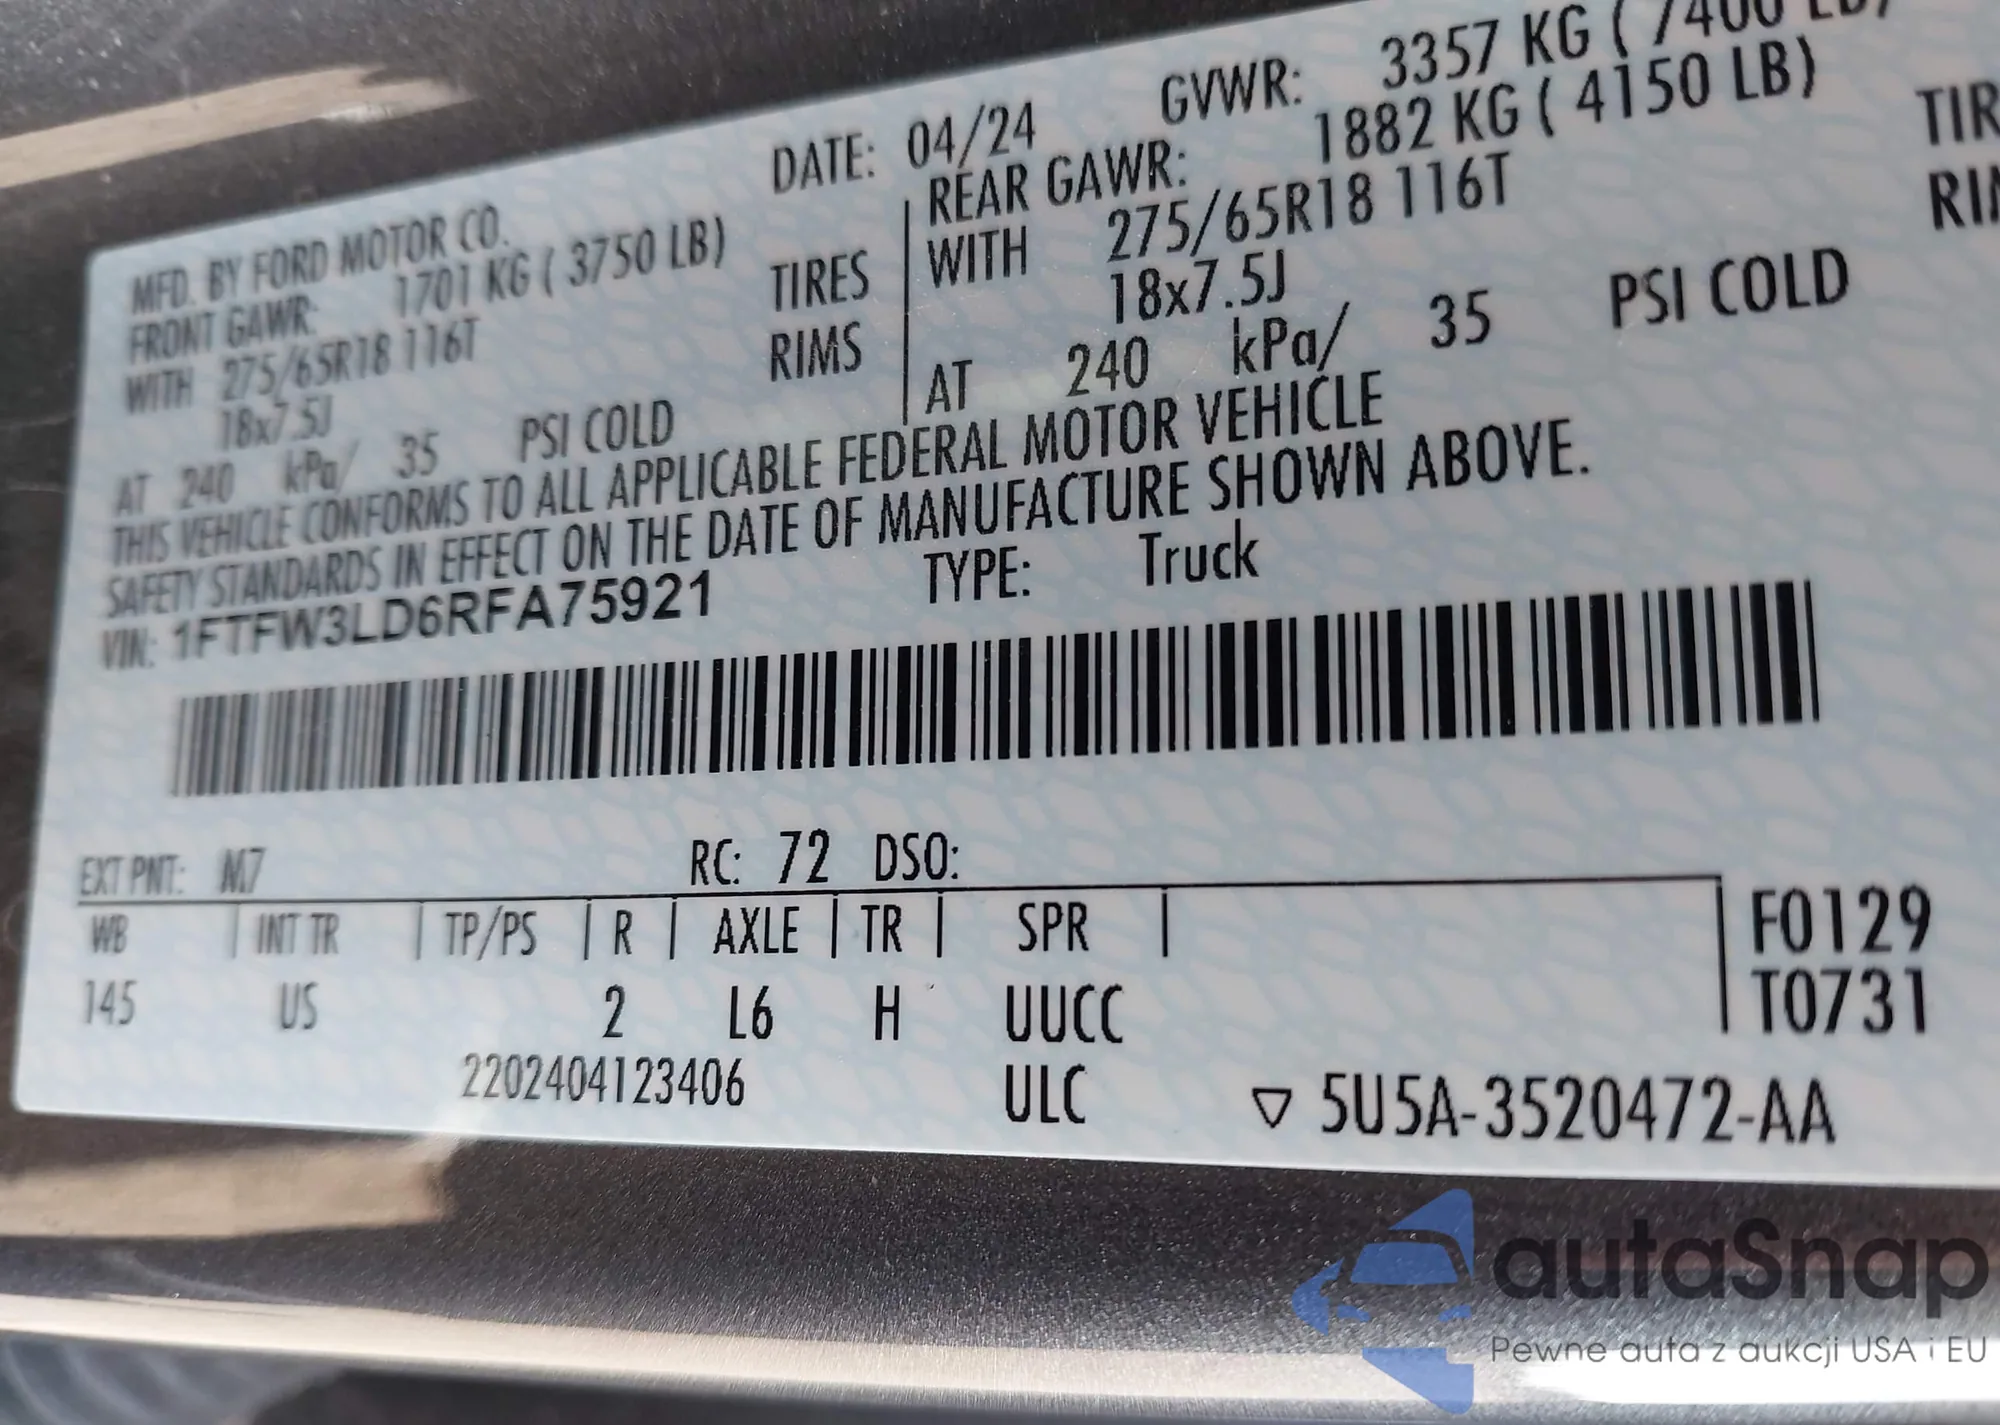 MFD. BY FORD MOTOR CO. DATE: 04/24 GVWR: 3357 KG ( 7400 LB)
FRONT GAWR: 1701 KG ( 3750 LB) REAR GAWR: 1882 KG ( 4150 LB)
WITH 275/65R18 116T TIRES WITH 275/65R18 116T TIR
18x7.5J RIMS 18x7.5J RIM
AT 240 kPa/ 35 PSI COLD AT 240 kPa/ 35 PSI COLD
THIS VEHICLE CONFORMS TO ALL APPLICABLE FEDERAL MOTOR VEHICLE
SAFETY STANDARDS IN EFFECT ON THE DATE OF MANUFACTURE SHOWN ABOVE.
VIN: 1FTFW3LD6RFA75921 TYPE: Truck
EXT PNT: M7 RC: 72 DSO:
WB | INT TR | TP/PS | R | AXLE | TR | SPR | F0129
145 US 2 L6 H UUCC T0731
2202404123406 ULC ▽ 5U5A-3520472-AA
autaSnap
Pewne auta z aukcji USA i EU